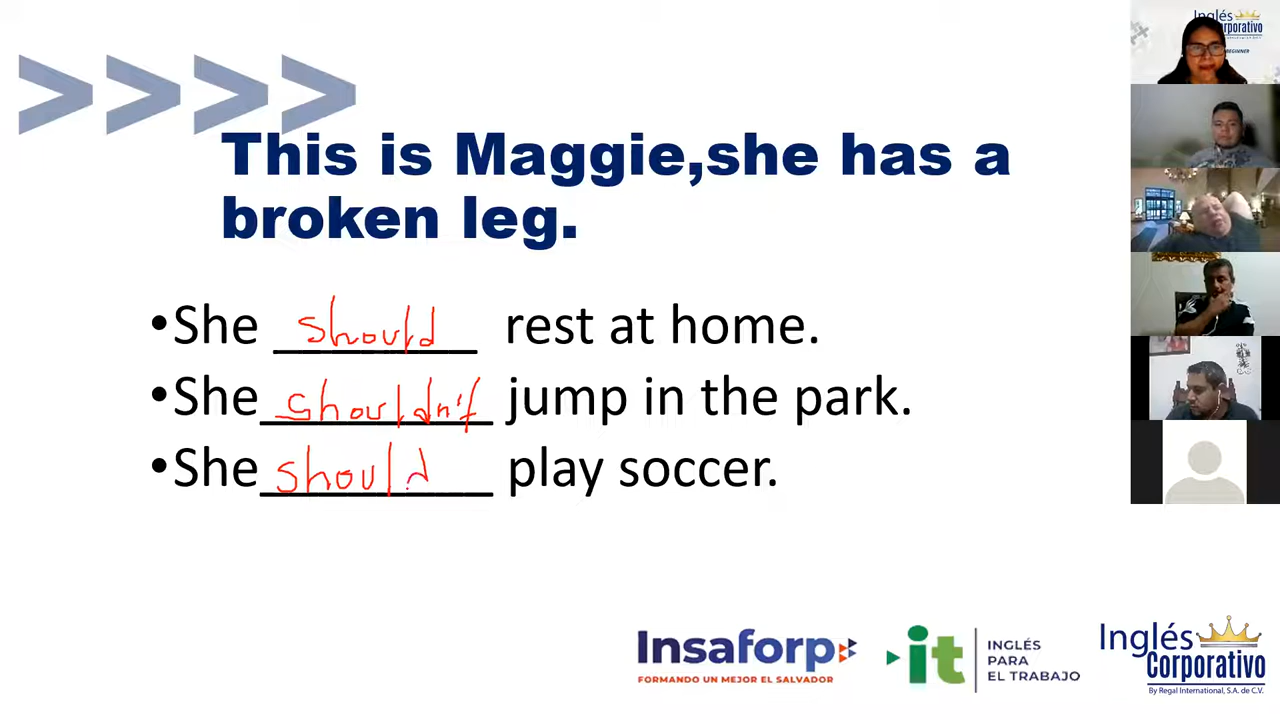 >>>>
This is Maggie,she has a
broken leg.
•She should rest at home.
•She shouldn't jump in the park.
•She should play soccer.
Insaforp
FORMANDO UN MEJOR EL SALVADOR
it
INGLÉS
PARA
EL TRABAJO
Inglés
Corporativo
By Regal International, S.A. de C.V.
Inglés